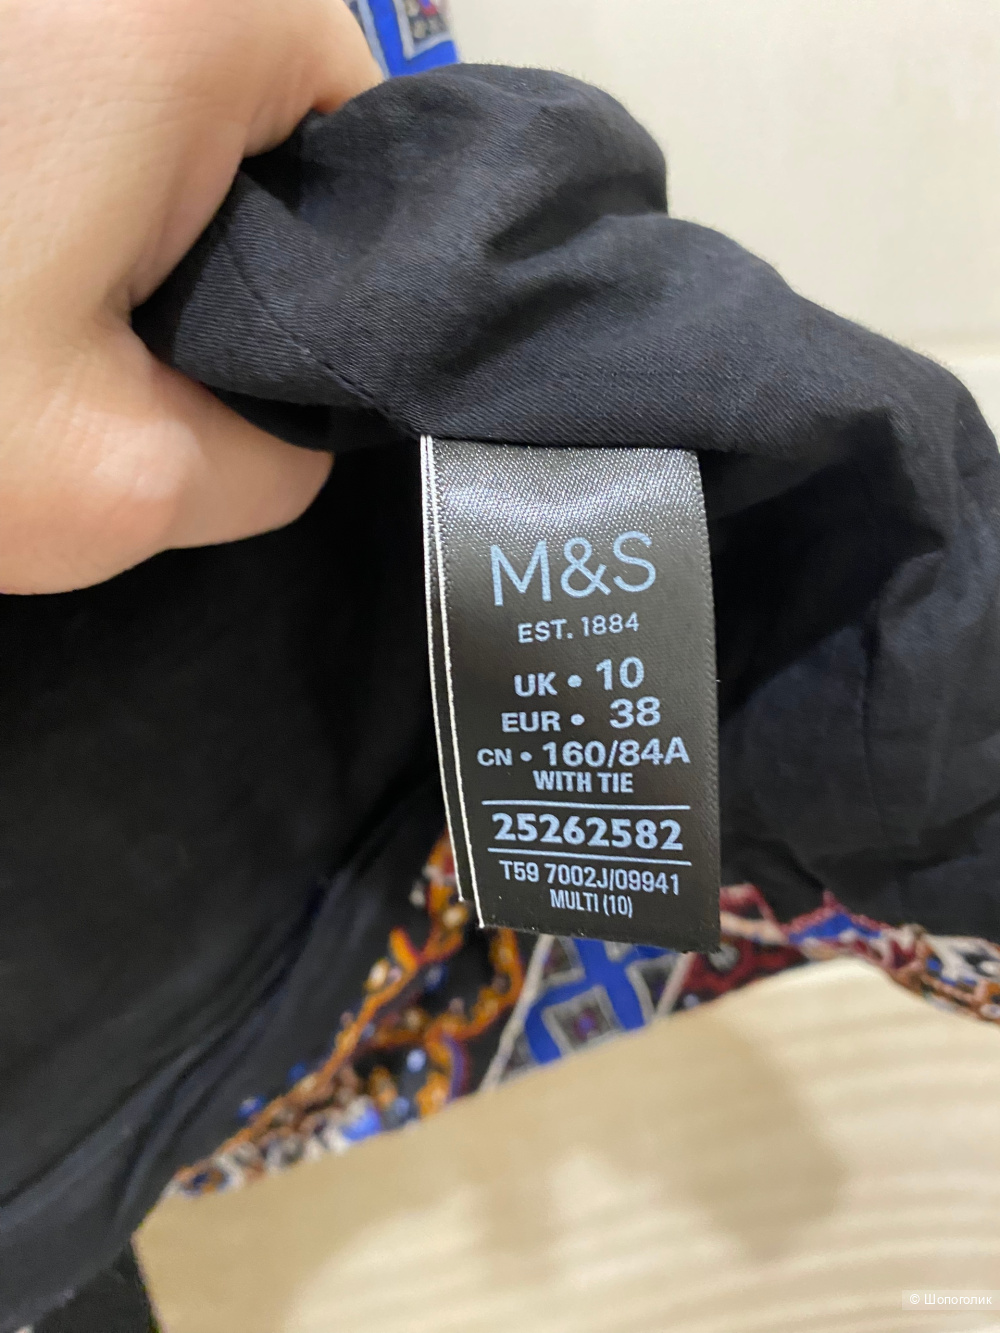 M&S
EST. 1884
UK • 10
EUR • 38
CN • 160/84A
WITH TIE
25262582
T59 7002J/09941
MULTI (10)
© Шопоголик